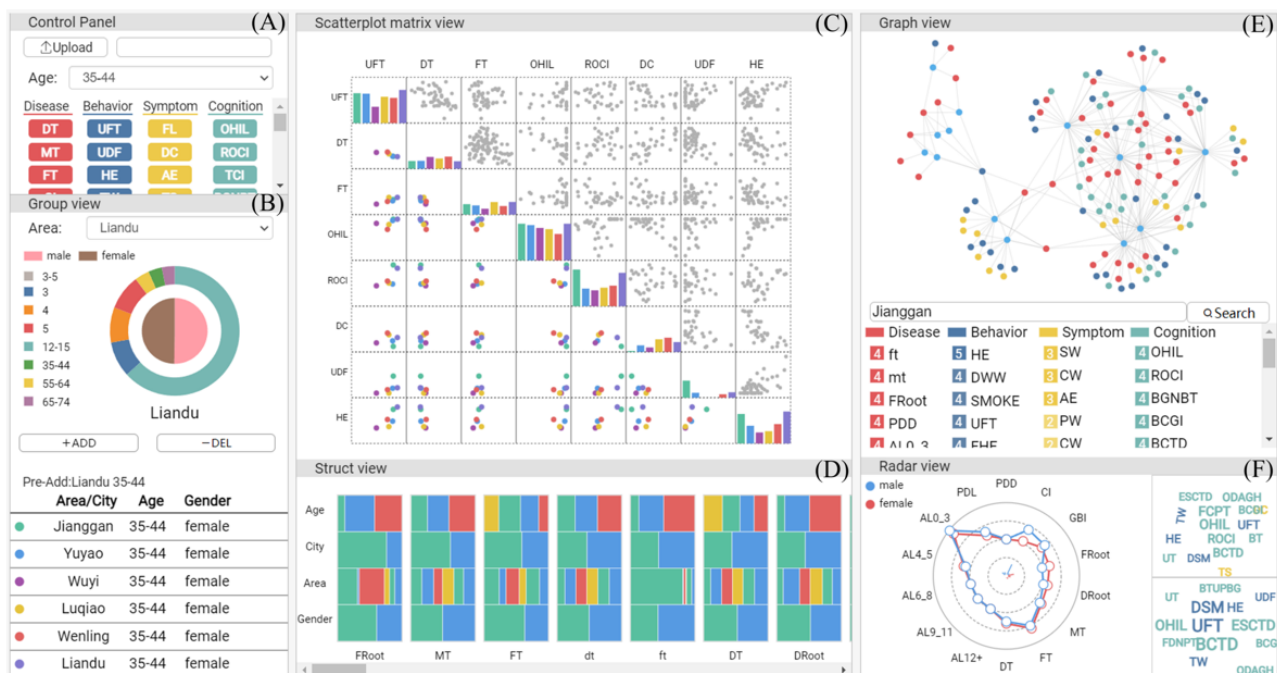 Control Panel (A)
Upload
Age: 35-44
Disease Behavior Symptom Cognition
DT UFT FL OHIL
MT UDF DC ROCI
FT HE AE TCI
Group view (B)
Area: Liandu
male female
3-5
3
4
5
12-15
35-44
55-64
65-74
Liandu
+ADD −DEL
Pre-Add:Liandu 35-44
Area/City Age Gender
Jianggan 35-44 female
Yuyao 35-44 female
Wuyi 35-44 female
Luqiao 35-44 female
Wenling 35-44 female
Liandu 35-44 female
Scatterplot matrix view (C)
UFT DT FT OHIL ROCI DC UDF HE
UFT
DT
FT
OHIL
ROCI
DC
UDF
HE
Struct view (D)
Age
City
Area
Gender
FRoot MT FT dt ft DT DRoot
Graph view (E)
Jianggan Search
Disease Behavior Symptom Cognition
4 ft 5 HE 3 SW 4 OHIL
4 mt 4 DWW 3 CW 4 ROCI
4 FRoot 4 SMOKE 3 AE 4 BGNBT
4 PDD 4 UFT 2 PW 4 BCGI
4 AL0_3 4 FHF 2 CW 4 BCTD
Radar view (F)
male
female
PDD
CI
GBI
FRoot
DRoot
MT
FT
DT
AL12+
AL9_11
AL6_8
AL4_5
AL0_3
PDL
ESCTD ODAGH
TW FCPT
OHIL UFT
HE ROCI BT
UT DSM BCTD
TS
BTUPBG
UT UDF
DSM HE
OHIL UFT ESCTD
FDNPT BCTD BCG
TW
ODAGH